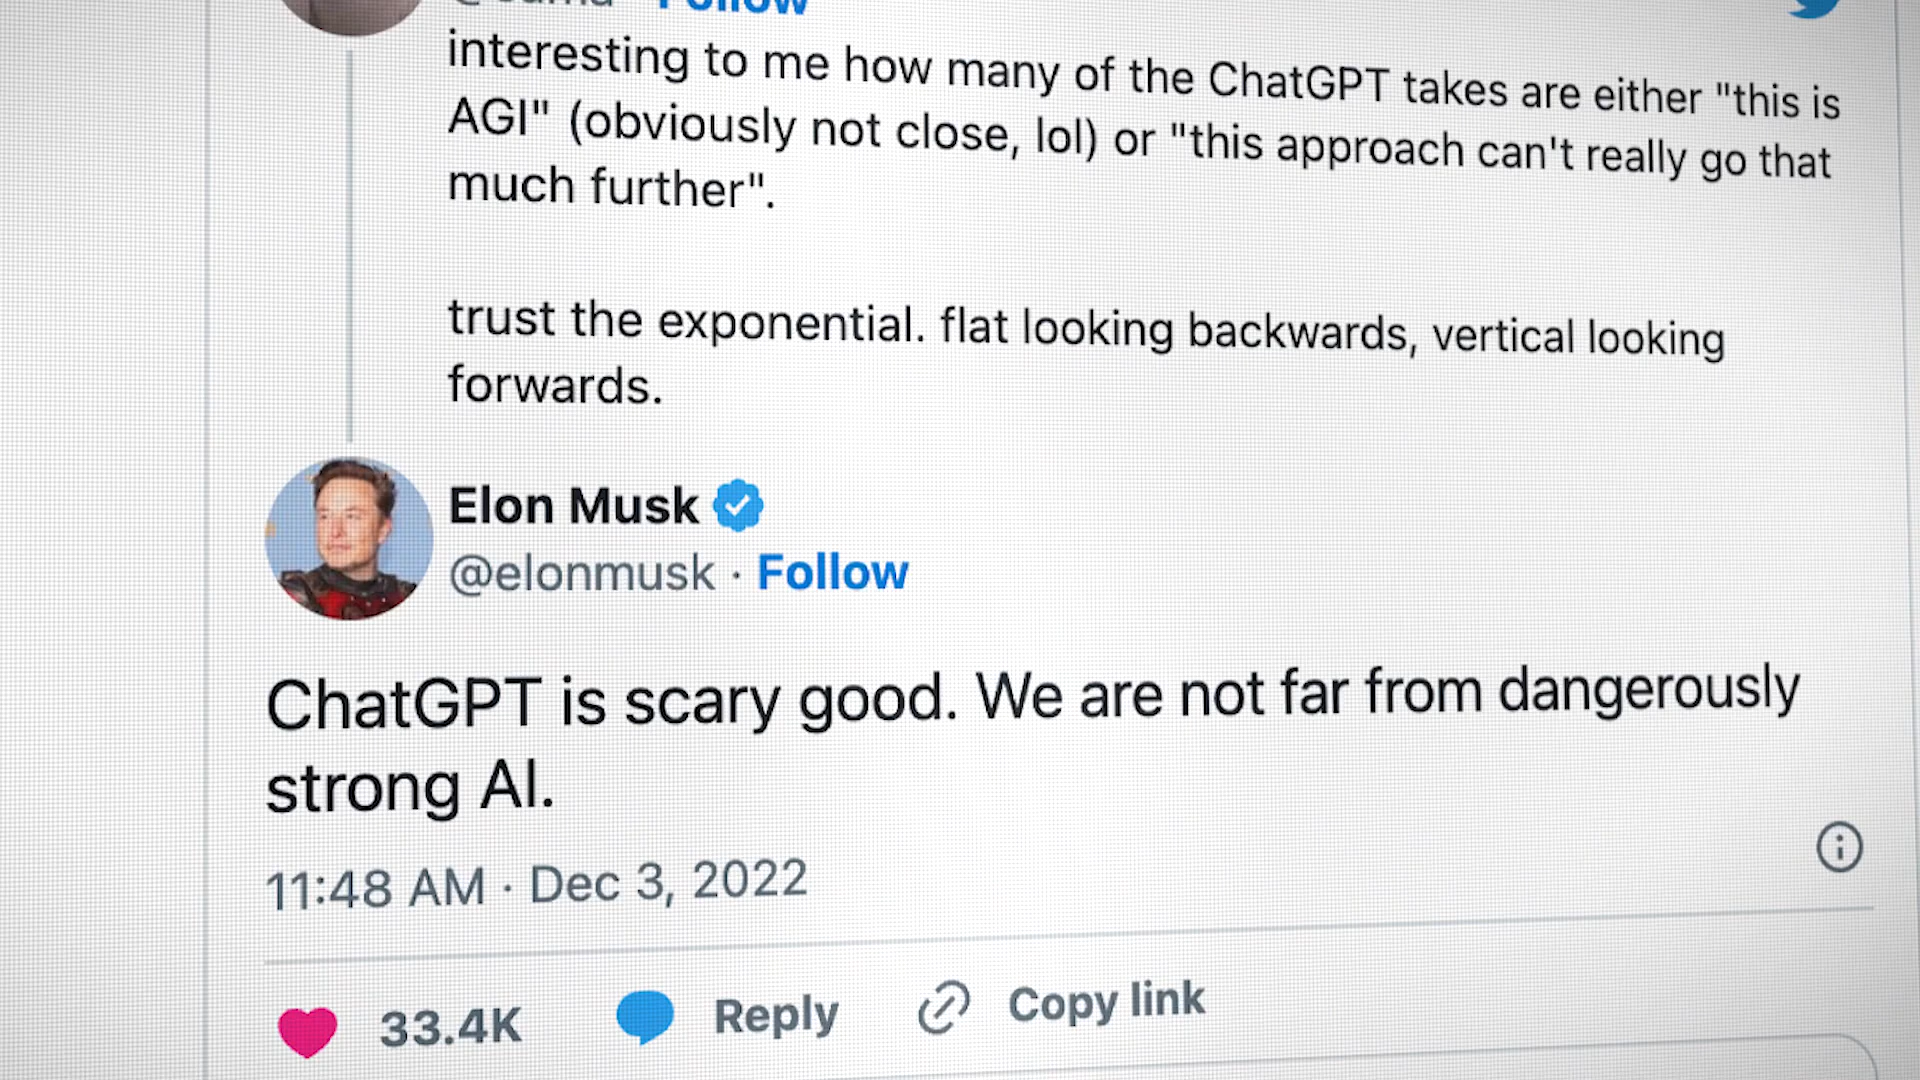 interesting to me how many of the ChatGPT takes are either "this is
AGI" (obviously not close, lol) or "this approach can't really go that
much further".
trust the exponential. flat looking backwards, vertical looking
forwards.
Elon Musk
@elonmusk · Follow
ChatGPT is scary good. We are not far from dangerously
strong AI.
11:48 AM · Dec 3, 2022
33.4K Reply Copy link